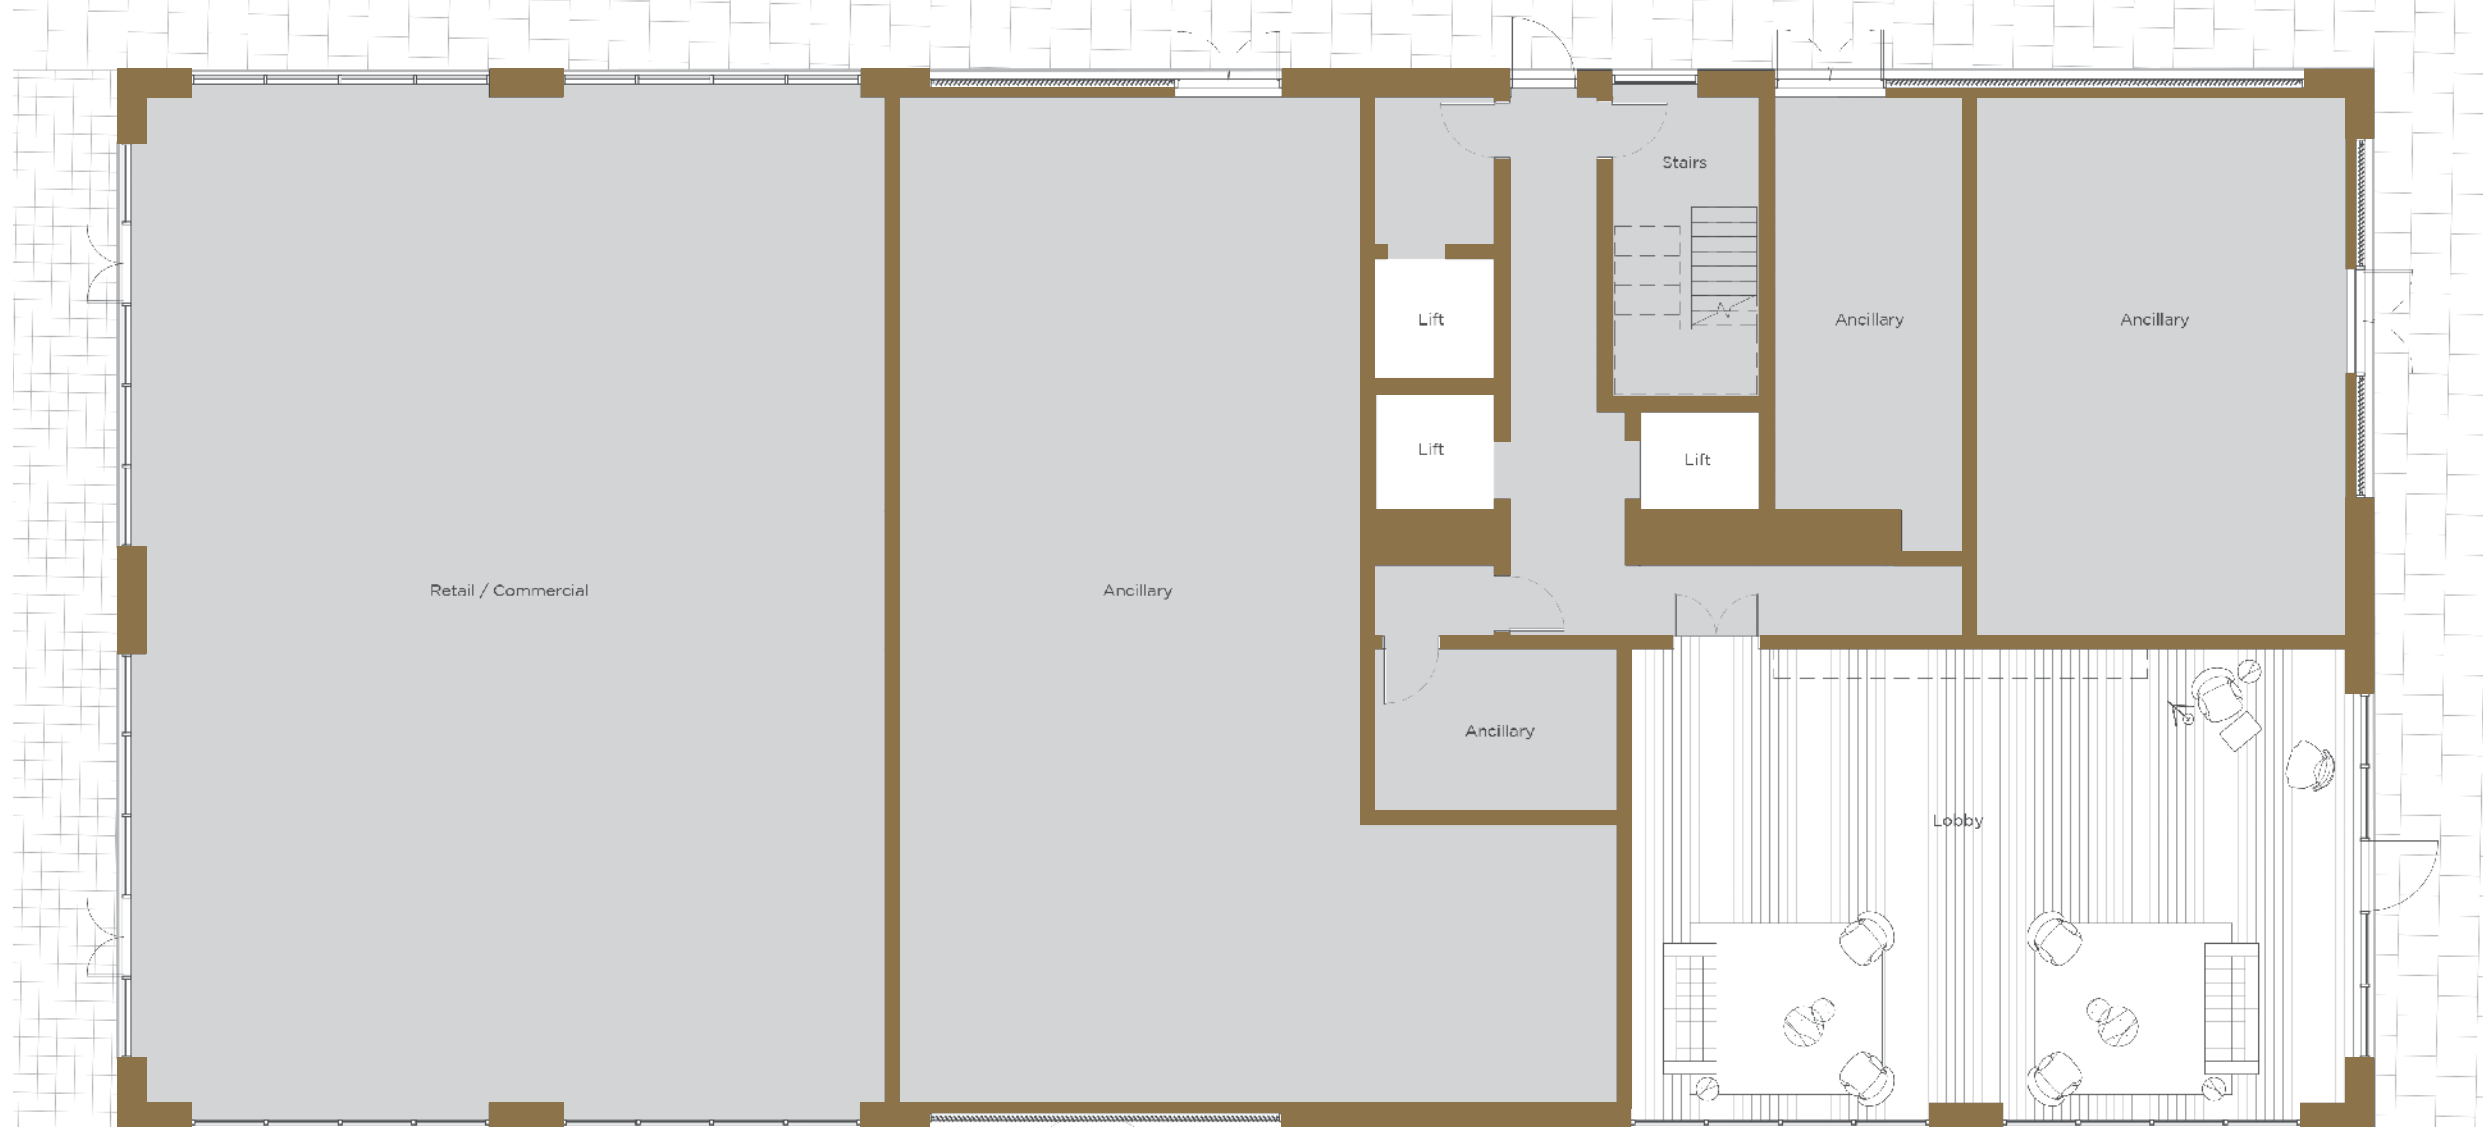 Stairs
Lift
Ancillary
Ancillary
Lift
Lift
Retail / Commercial
Ancillary
Ancillary
Lobby